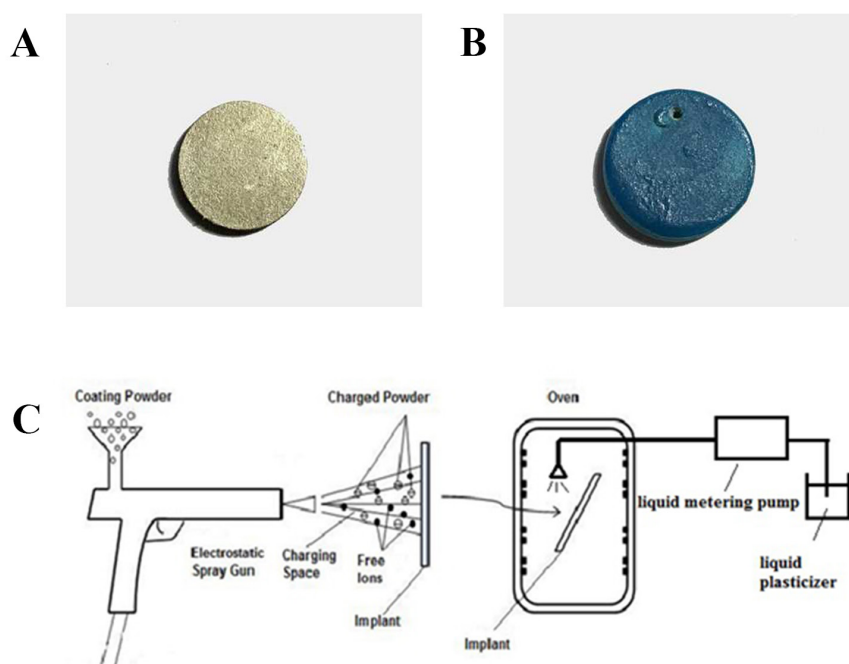 A
B
C
Coating Powder
Charged Powder
Oven
Electrostatic
Spray Gun
Charging
Space
Free
Ions
Implant
Implant
liquid metering pump
liquid
plasticizer